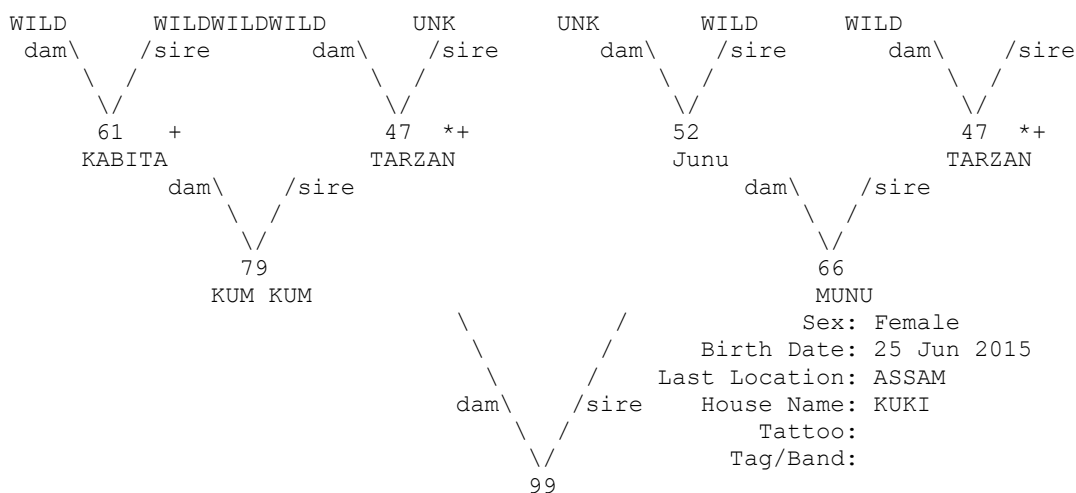 WILD WILDWILDWILD UNK UNK WILD WILD
dam\ /sire dam\ /sire dam\ /sire dam\ /sire
\ / \ / \ / \ /
\/ \/ \/ \/
61 + 47 *+ 52 47 *+
KABITA TARZAN Junu TARZAN
dam\ /sire dam\ /sire
\ / \ /
\/ \/
79 66
KUM KUM MUNU
\ / Sex: Female
\ / Birth Date: 25 Jun 2015
\ / Last Location: ASSAM
dam\ /sire House Name: KUKI
\ / Tattoo:
\/ Tag/Band:
99